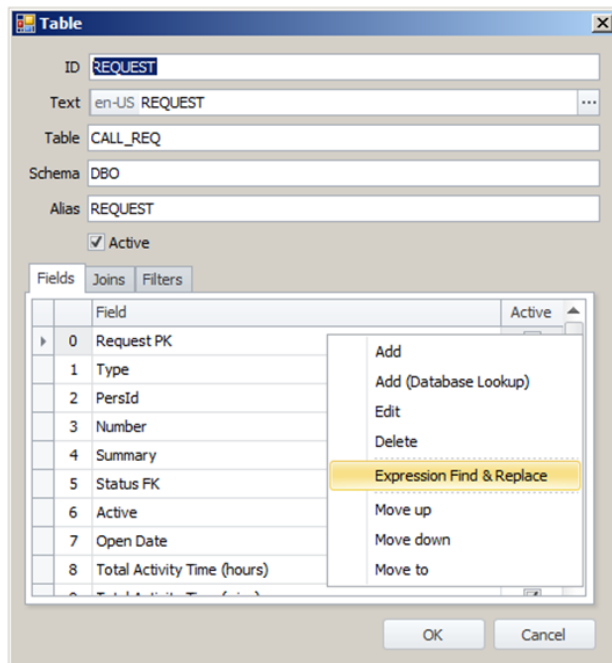 Table
ID REQUEST
Text en-US REQUEST ...
Table CALL_REQ
Schema DBO
Alias REQUEST
Active
Fields Joins Filters
Field Active
0 Request PK
1 Type
2 PersId
3 Number
4 Summary
5 Status FK
6 Active
7 Open Date
8 Total Activity Time (hours)
Add
Add (Database Lookup)
Edit
Delete
Expression Find & Replace
Move up
Move down
Move to
OK Cancel